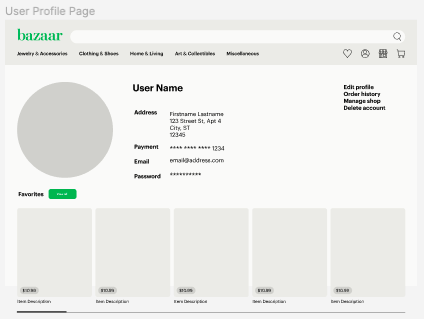 User Profile Page
bazaar
Jewelry & Accessories Clothing & Shoes Home & Living Art & Collectibles Miscellaneous
User Name
Edit profile
Order history
Manage shop
Delete account
Address
Firstname Lastname
123 Street St, Apt 4
City, ST
12345
Payment **** **** **** 1234
Email email@address.com
Password **********
Favorites View All
$10.99 $10.99 $10.99 $10.99 $10.99
Item Description Item Description Item Description Item Description Item Description